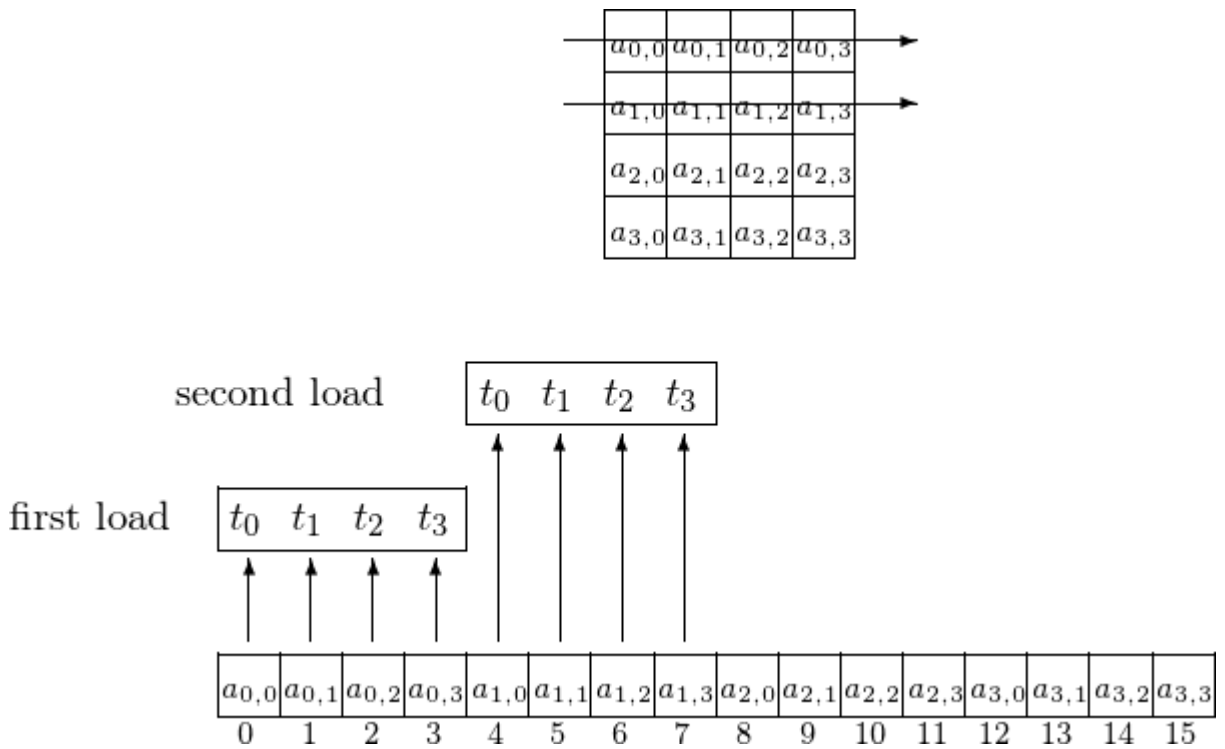 a0,0 a0,1 a0,2 a0,3
a1,0 a1,1 a1,2 a1,3
a2,0 a2,1 a2,2 a2,3
a3,0 a3,1 a3,2 a3,3
second load t0 t1 t2 t3
first load t0 t1 t2 t3
a0,0 a0,1 a0,2 a0,3 a1,0 a1,1 a1,2 a1,3 a2,0 a2,1 a2,2 a2,3 a3,0 a3,1 a3,2 a3,3
0 1 2 3 4 5 6 7 8 9 10 11 12 13 14 15